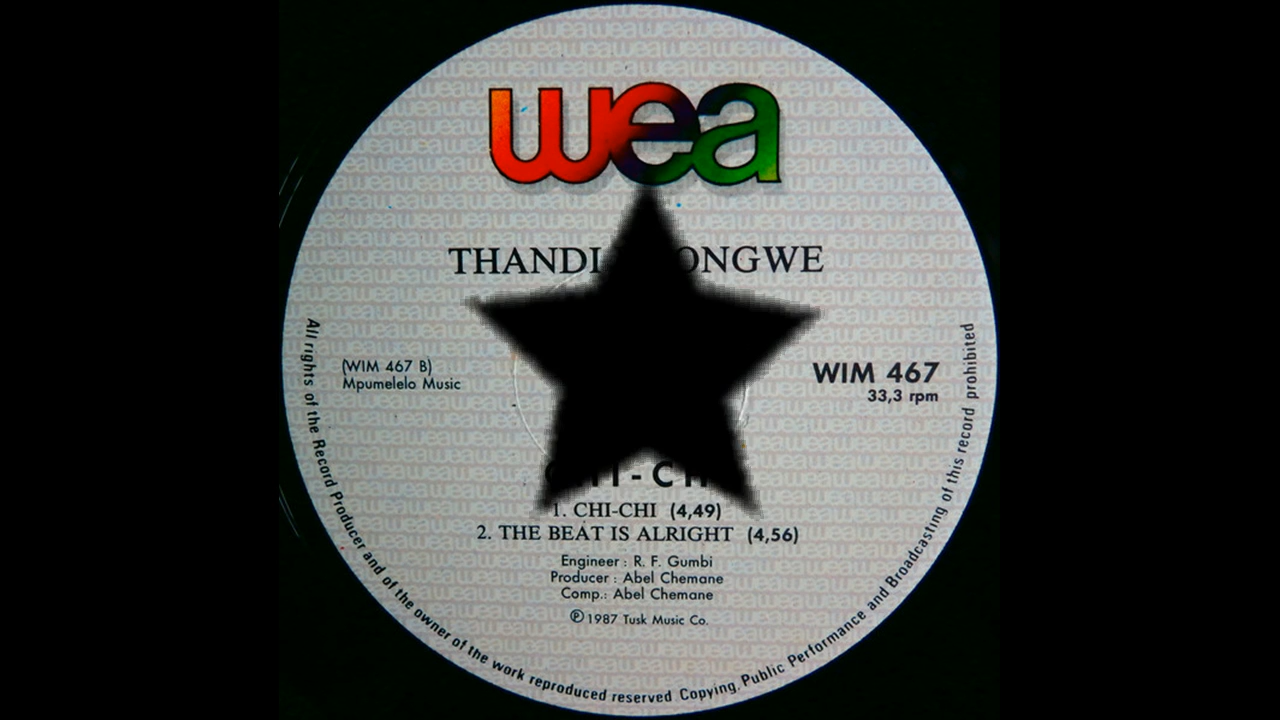 wea
THANDI
ONGWE
(WIM 467 B)
Mpumelelo Music
WIM 467
33,3 rpm
1. CHI-CHI (4,49)
2. THE BEAT IS ALRIGHT (4,56)
Engineer : R. F. Gumbi
Producer : Abel Chemane
Comp.: Abel Chemane
℗ 1987 Tusk Music Co.
All rights of the Record Producer and of the owner of the work reproduced reserved Copying, Public Performance and Broadcasting of this record prohibited